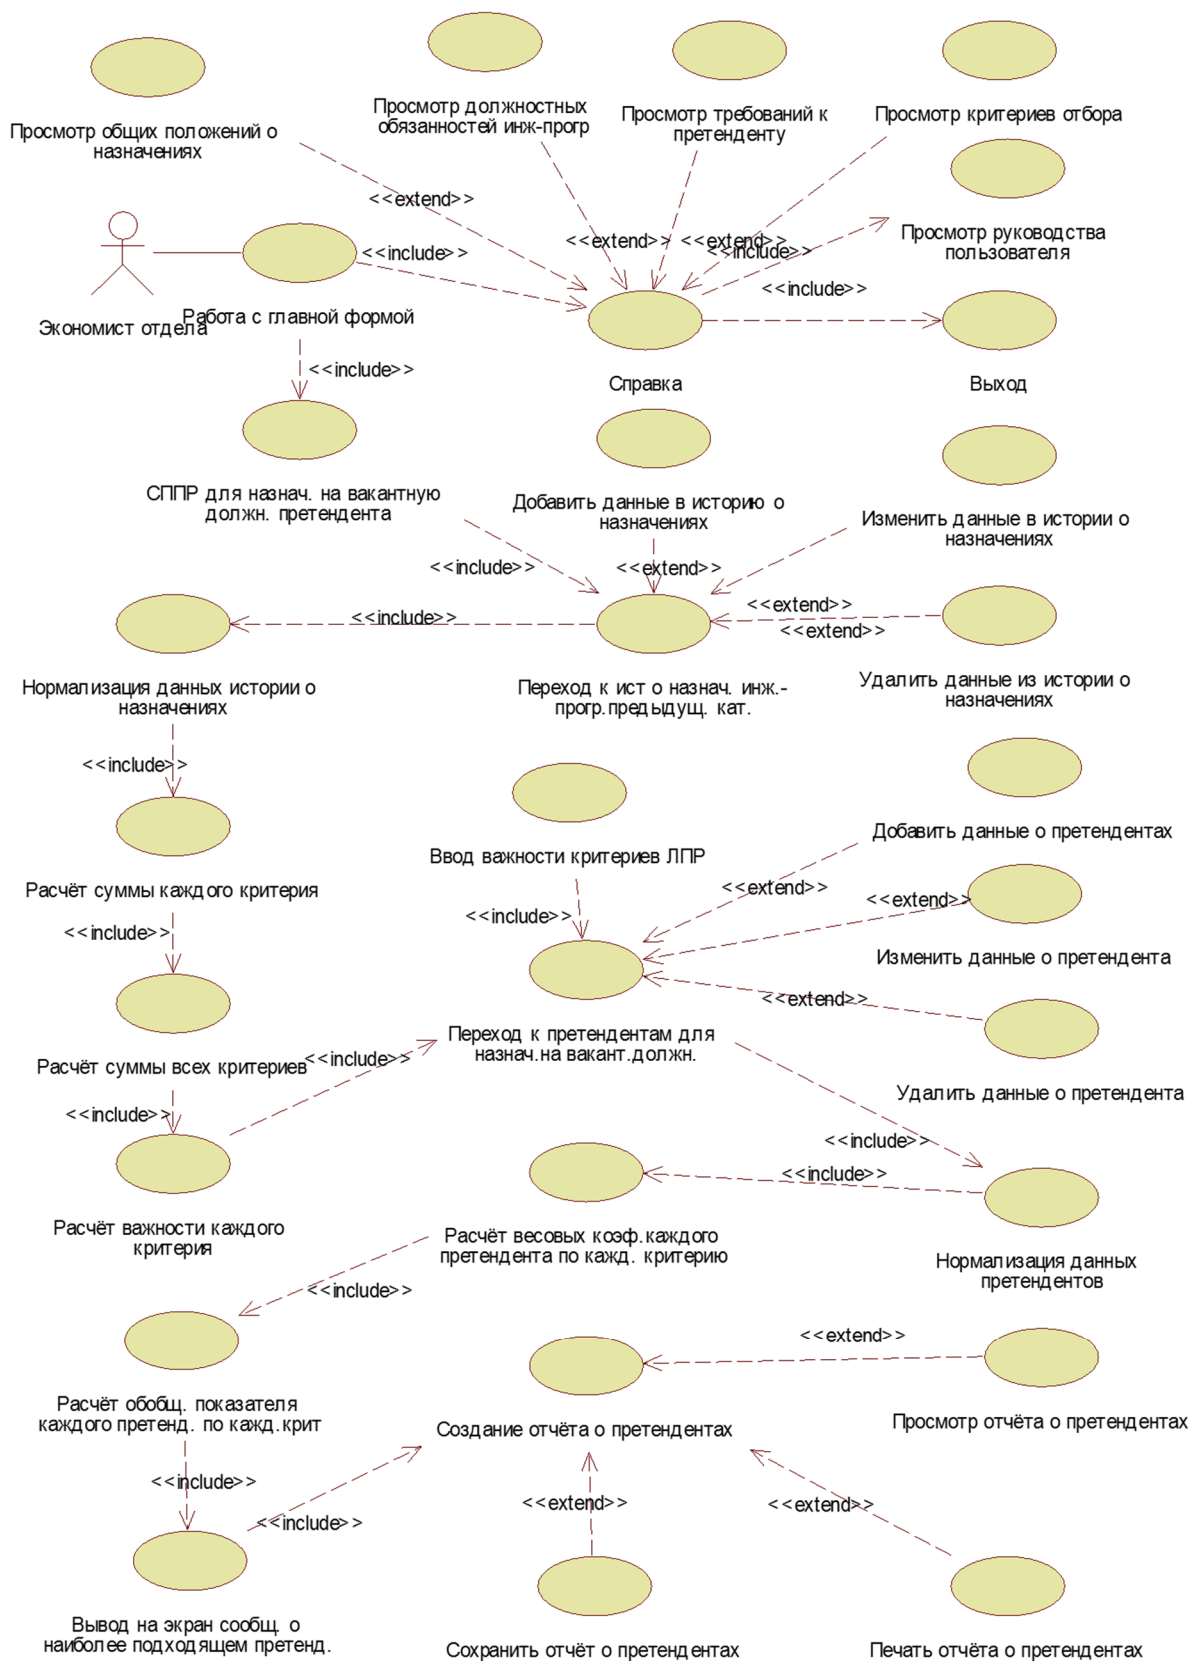 Просмотр общих положений о
назначениях
Просмотр должностных
обязанностей инж-прогр
Просмотр требований к
претенденту
Просмотр критериев отбора
<<extend>>
<<extend>>
<<extend>>
<<extend>>
<<include>>
<<include>>
Просмотр руководства
пользователя
<<include>>
Экономист отдела
Работа с главной формой
<<include>>
Справка
Выход
СППР для назнач. на вакантную
должн. претендента
Добавить данные в историю о
назначениях
Изменить данные в истории о
назначениях
<<include>>
<<extend>>
<<extend>>
<<extend>>
<<include>>
Нормализация данных истории о
назначениях
Переход к ист о назнач. инж.-
прогр.предыдущ. кат.
Удалить данные из истории о
назначениях
<<include>>
Добавить данные о претендентах
Ввод важности критериев ЛПР
<<extend>>
Расчёт суммы каждого критерия
<<extend>>
<<include>>
<<include>>
Изменить данные о претендента
<<extend>>
Переход к претендентам для
назнач.на вакант.должн.
Расчёт суммы всех критериев
<<include>>
Удалить данные о претендента
<<include>>
<<include>>
<<include>>
Расчёт важности каждого
критерия
Расчёт весовых коэф.каждого
претендента по кажд. критерию
Нормализация данных
претендентов
<<include>>
<<extend>>
Расчёт обобщ. показателя
каждого претенд. по кажд.крит
Создание отчёта о претендентах
Просмотр отчёта о претендентах
<<include>>
<<include>>
<<extend>>
<<extend>>
Вывод на экран сообщ. о
наиболее подходящем претенд.
Сохранить отчёт о претендентах
Печать отчёта о претендентах